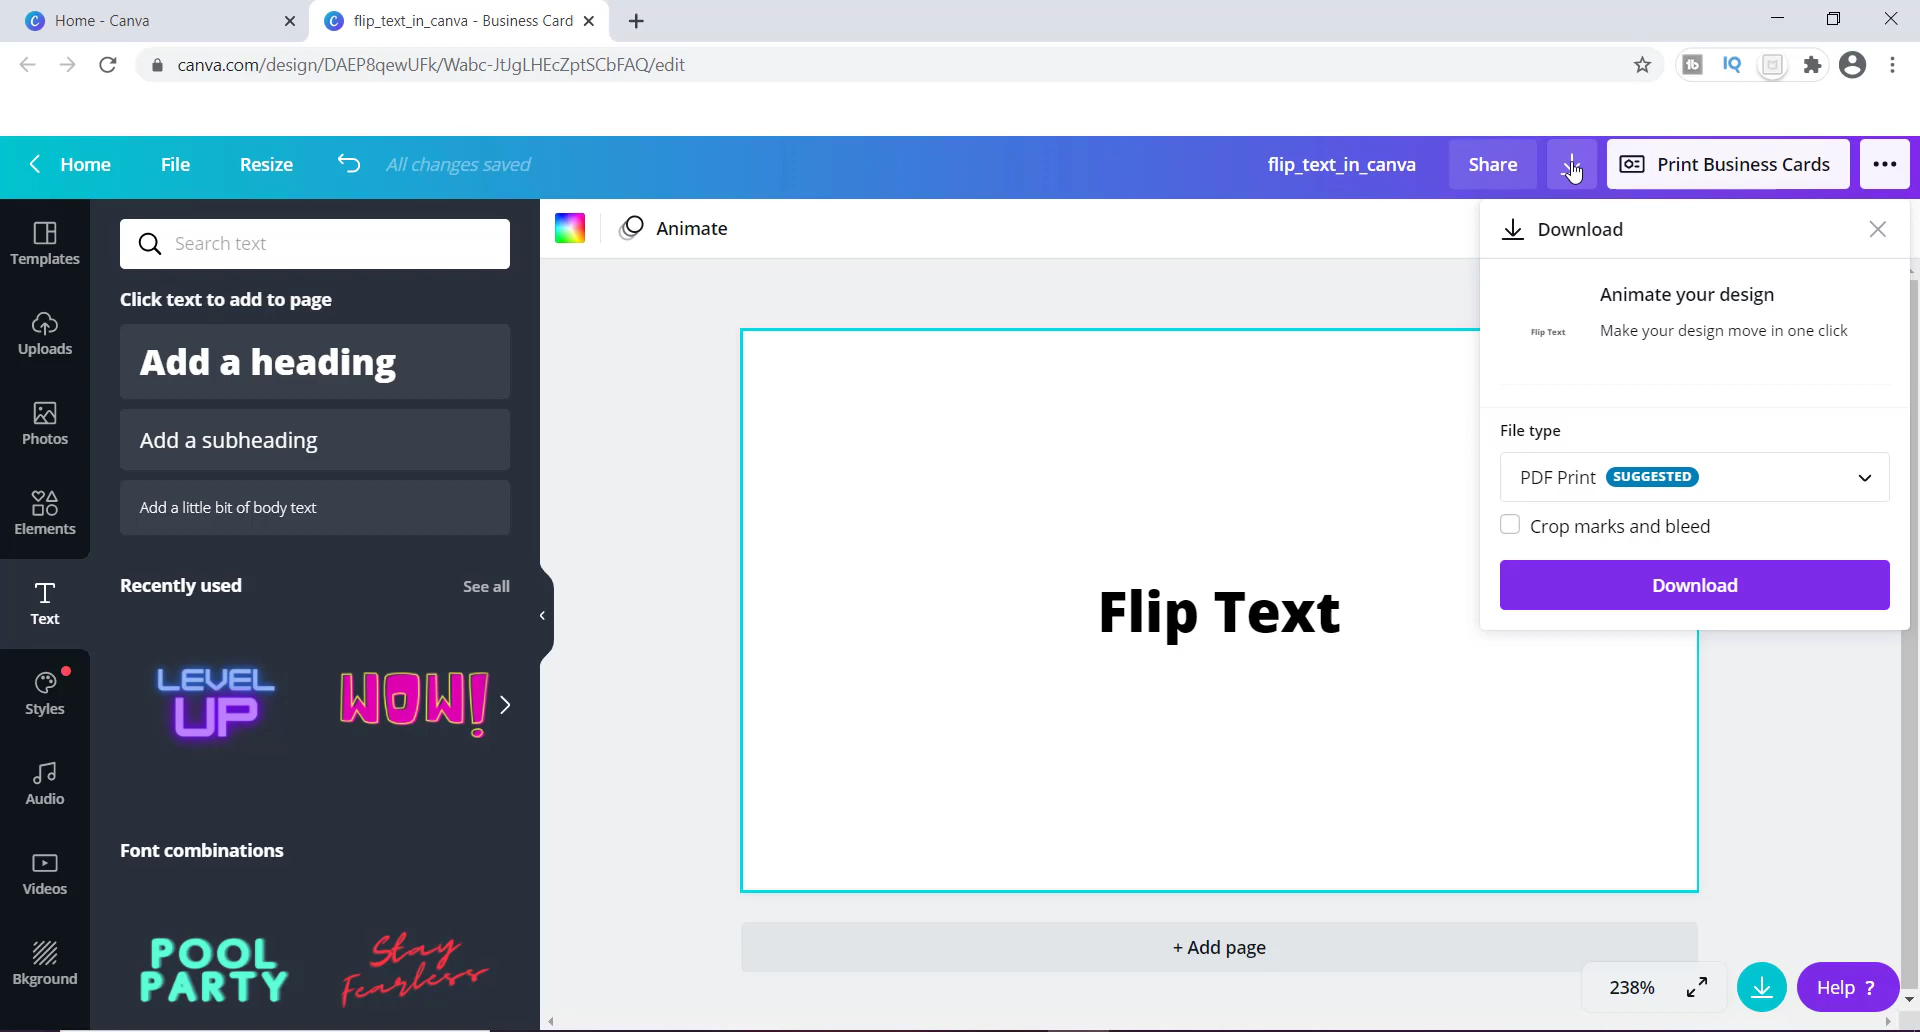 Home - Canva
flip_text_in_canva - Business Card
canva.com/design/DAEP8qewUFk/Wabc-JtJgLHEcZptSCbFAQ/edit
Home
File
Resize
All changes saved
flip_text_in_canva
Share
Print Business Cards
Templates
Uploads
Photos
Elements
Text
Styles
Audio
Videos
Bkground
Search text
Click text to add to page
Add a heading
Add a subheading
Add a little bit of body text
Recently used
See all
LEVEL
UP
WOW!
Font combinations
POOL
PARTY
Stay
Fearless
Animate
Flip Text
+ Add page
Download
Animate your design
Flip Text
Make your design move in one click
File type
PDF Print SUGGESTED
Crop marks and bleed
Download
238%
Help ?